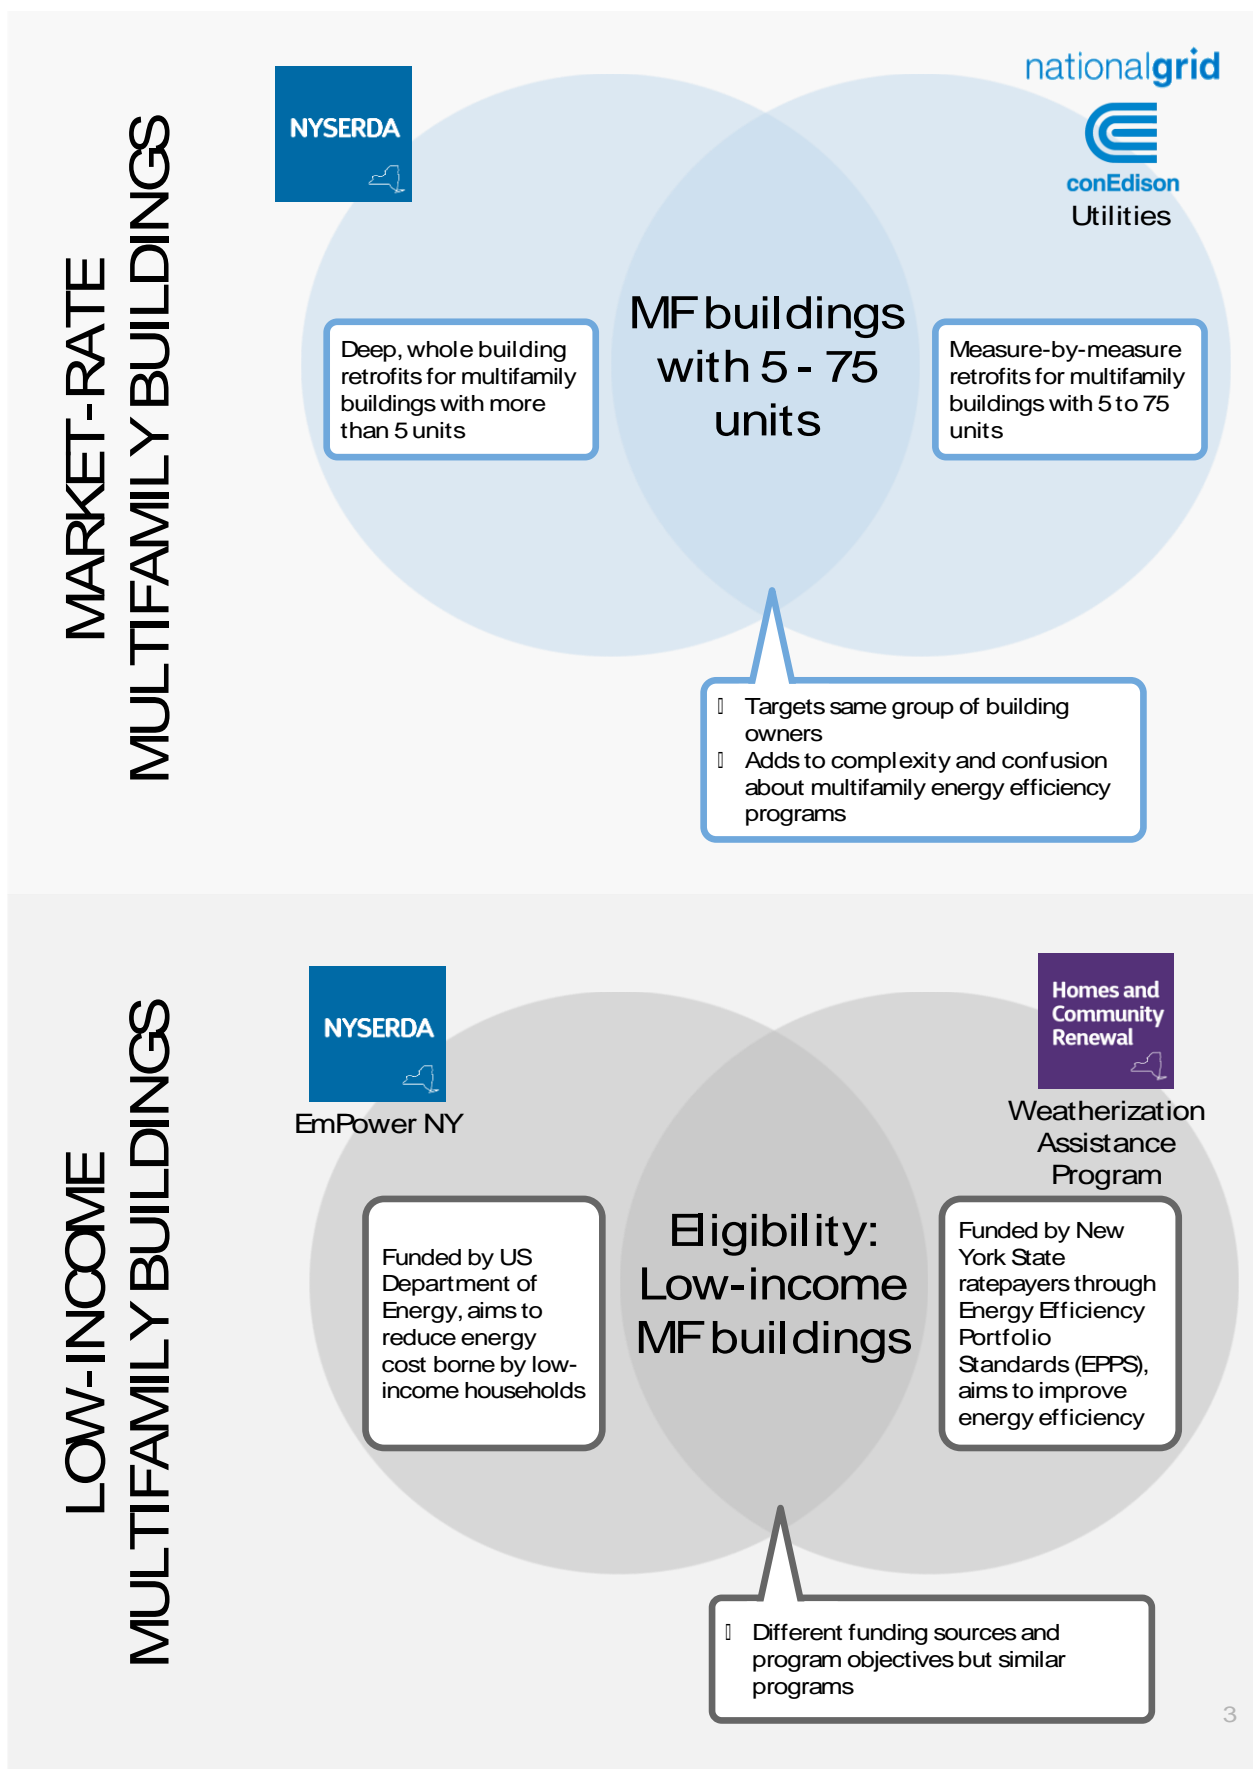 MARKET-RATE
MULTIFAMILY BUILDINGS
NYSERDA
nationalgrid
conEdison
Utilities
Deep, whole building
retrofits for multifamily
buildings with more
than 5 units
MF buildings
with 5 - 75
units
Measure-by-measure
retrofits for multifamily
buildings with 5 to 75
units
Targets same group of building
owners
Adds to complexity and confusion
about multifamily energy efficiency
programs
LOW-INCOME
MULTIFAMILY BUILDINGS
NYSERDA
EmPower NY
Homes and
Community
Renewal
Weatherization
Assistance
Program
Funded by US
Department of
Energy, aims to
reduce energy
cost borne by low-
income households
Eligibility:
Low-income
MF buildings
Funded by New
York State
ratepayers through
Energy Efficiency
Portfolio
Standards (EPPS),
aims to improve
energy efficiency
Different funding sources and
program objectives but similar
programs
3